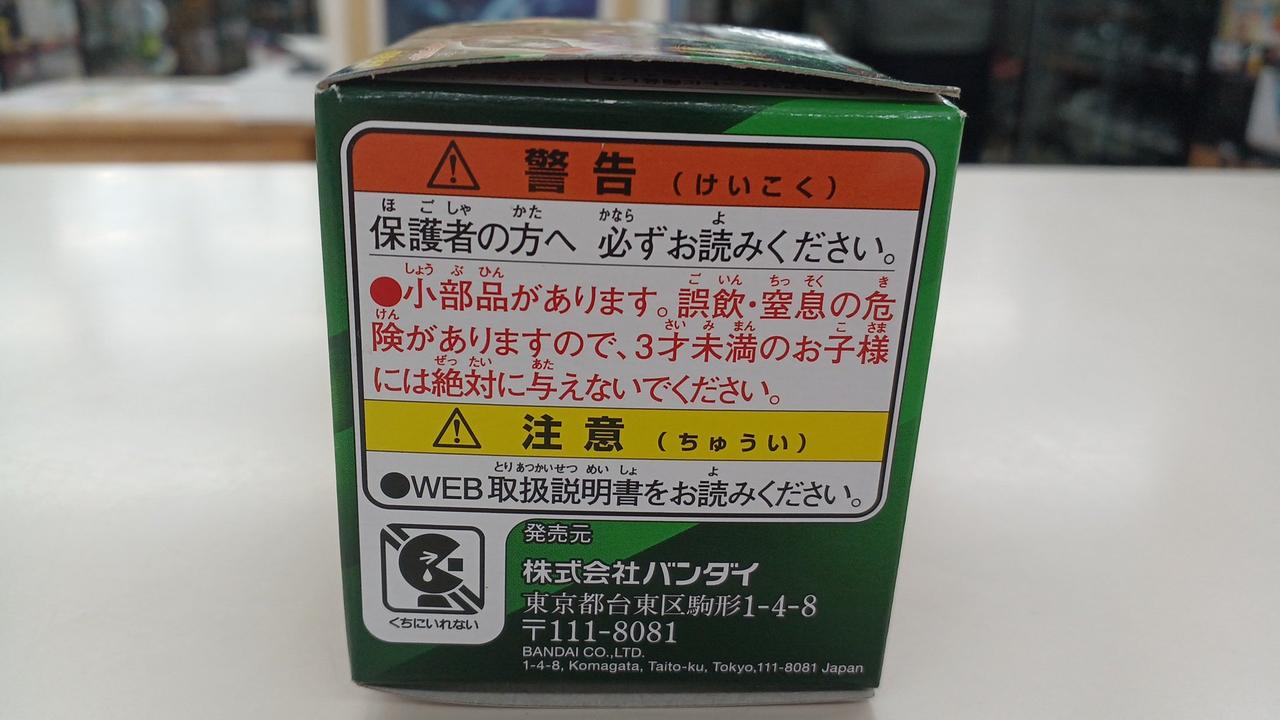 警告（けいこく）
保護者の方へ 必ずお読みください。
●小部品があります。誤飲・窒息の危
険がありますので、3才未満のお子様
には絶対に与えないでください。
注意（ちゅうい）
●WEB取扱説明書をお読みください。
くちにいれない
発売元
株式会社バンダイ
東京都台東区駒形1-4-8
〒111-8081
BANDAI CO.,LTD.
1-4-8, Komagata, Taito-ku, Tokyo,111-8081 Japan